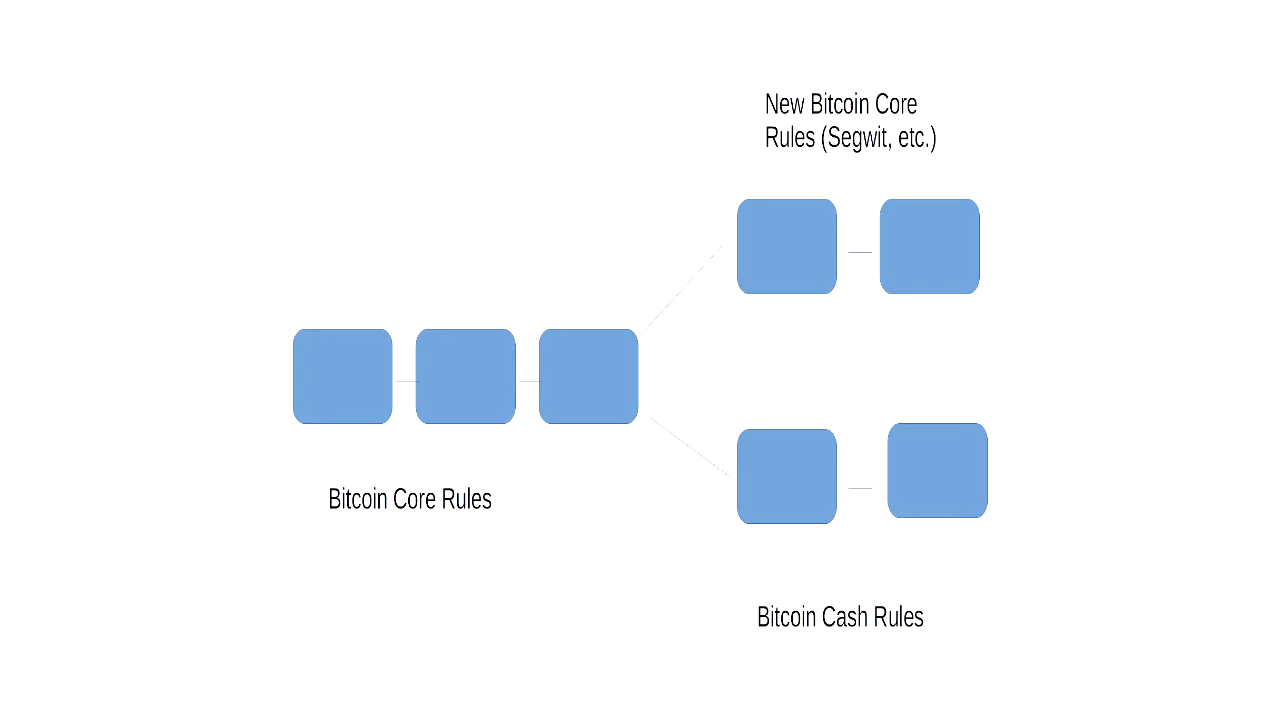 New Bitcoin Core
Rules (Segwit, etc.)
Bitcoin Core Rules
Bitcoin Cash Rules